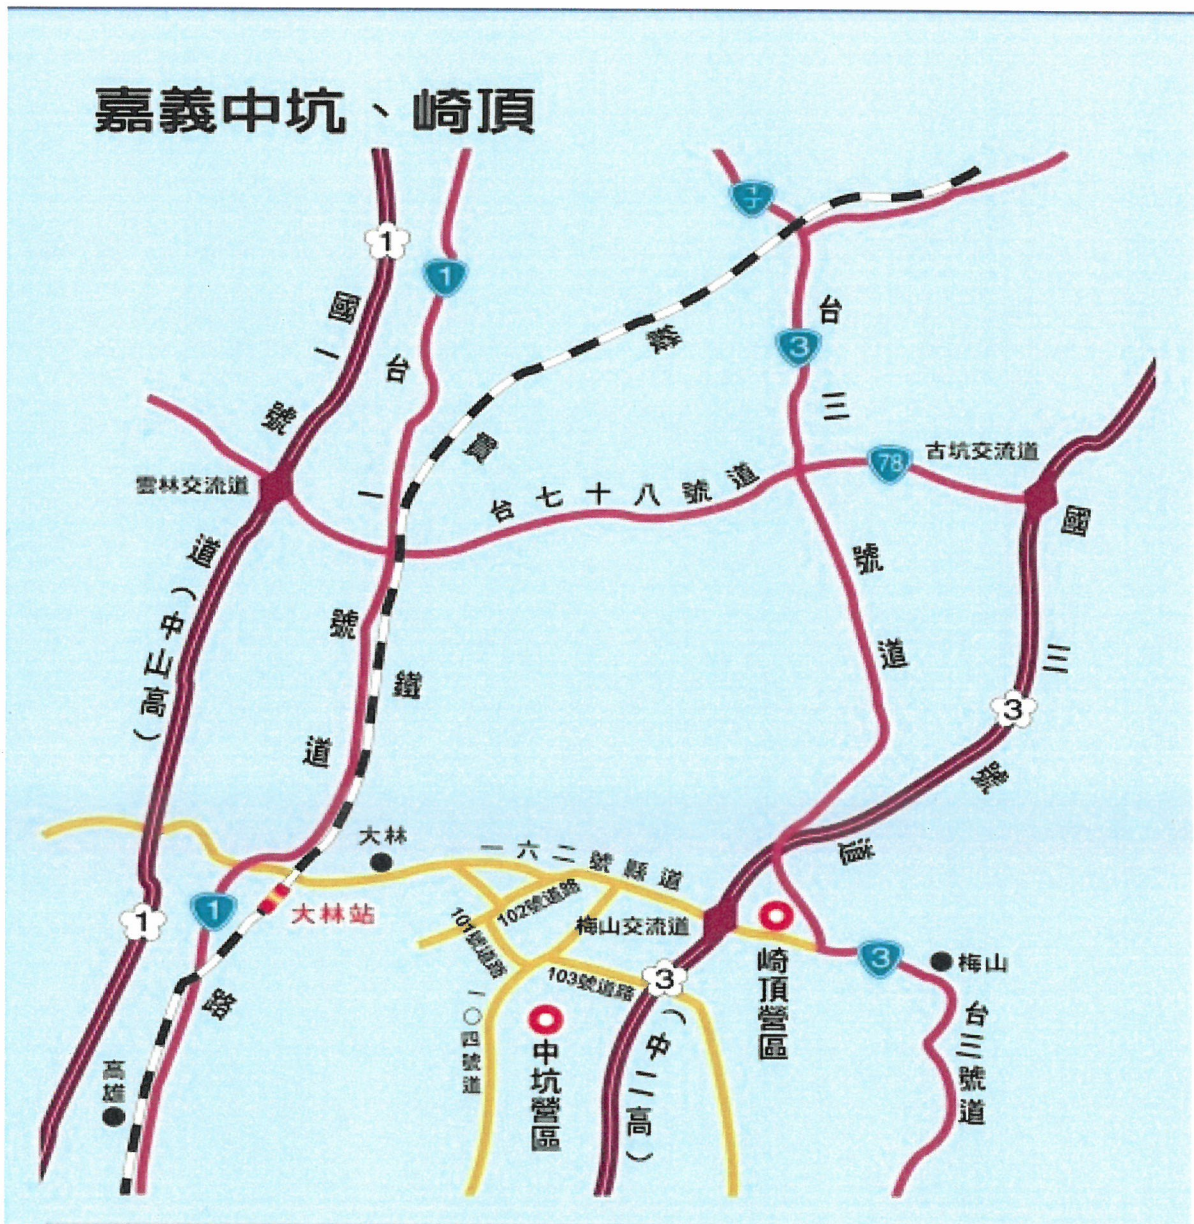 嘉義中坑、崎頂
1
1
3
台三號道
國一號道(中山高)
台一號道
縱貫鐵路
78
古坑交流道
雲林交流道
台七十八號道
國三號道(中二高)
3
大林
一六二號縣道
102號道路
101號道路
梅山交流道
103號道路
1
1
大林站
3
3
梅山
崎頂營區
台三號道
一〇四號道
中坑營區
高雄